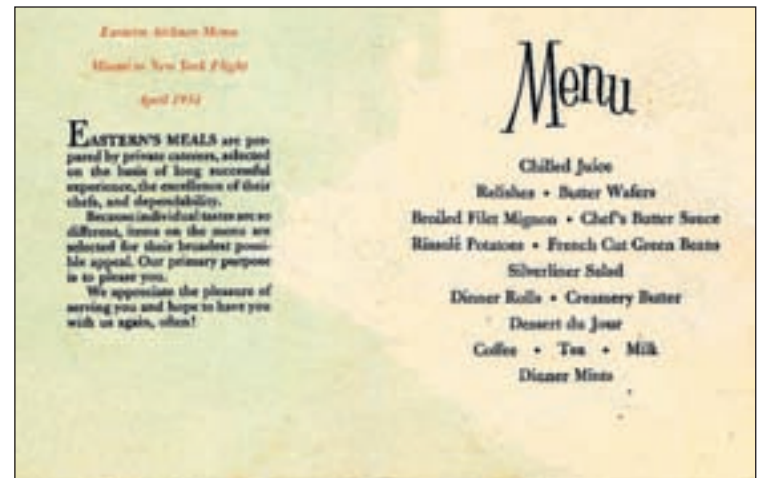 Eastern Airlines Menu
Miami to New York Flight
April 1951
EASTERN'S MEALS are pre-
pared by private caterers, selected
on the basis of long successful
experience, the excellence of their
chefs, and dependability.
Because individual tastes are so
different, items on the menu are
selected for their broadest possi-
ble appeal. Our primary purpose
is to please you.
We appreciate the pleasure of
serving you and hope to have you
with us again, often!
Menu
Chilled Juice
Relishes • Butter Wafers
Broiled Filet Mignon • Chef's Butter Sauce
Rissolé Potatoes • French Cut Green Beans
Silverliner Salad
Dinner Rolls • Creamery Butter
Dessert du Jour
Coffee • Tea • Milk
Dinner Mints